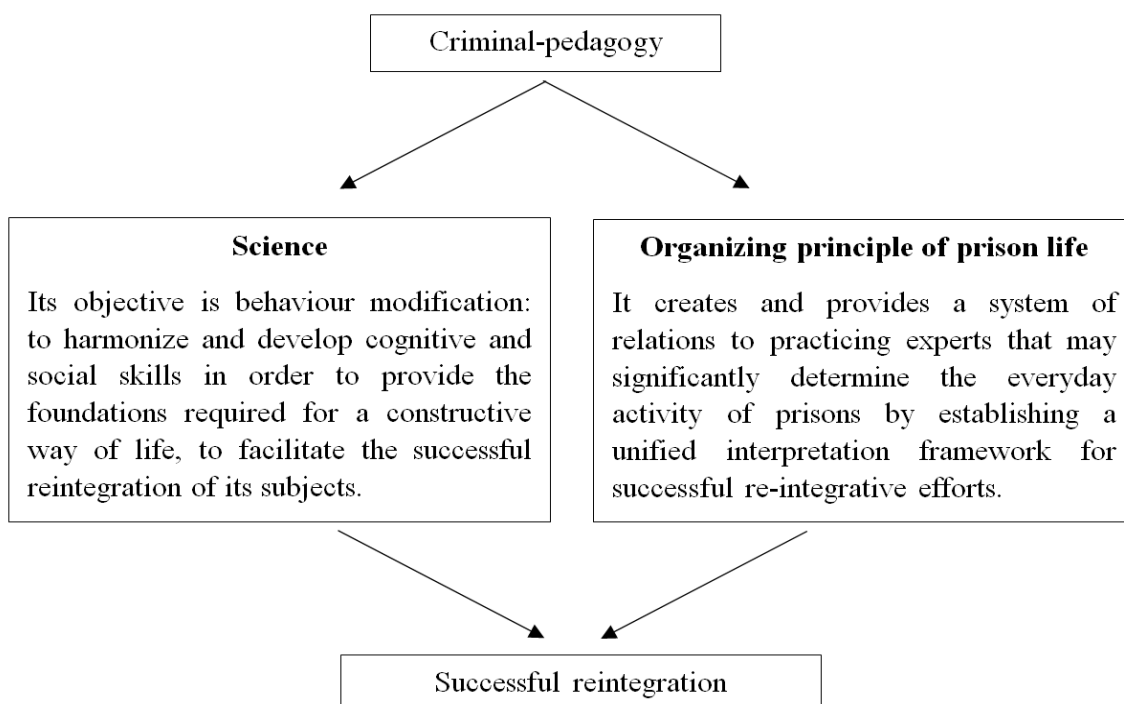 Criminal-pedagogy
Science
Its objective is behaviour modification:
to harmonize and develop cognitive and
social skills in order to provide the
foundations required for a constructive
way of life, to facilitate the successful
reintegration of its subjects.
Organizing principle of prison life
It creates and provides a system of
relations to practicing experts that may
significantly determine the everyday
activity of prisons by establishing a
unified interpretation framework for
successful re-integrative efforts.
Successful reintegration